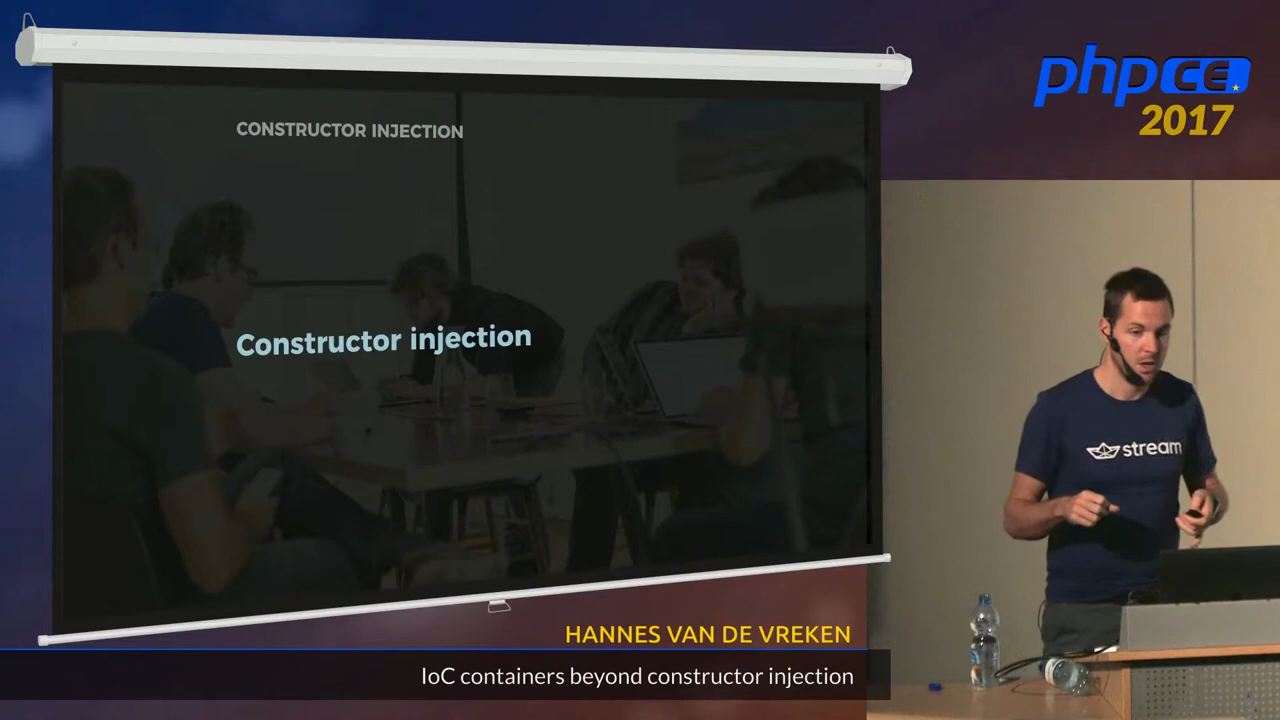 CONSTRUCTOR INJECTION
Constructor injection
phpCE
2017
stream
HANNES VAN DE VREKEN
IoC containers beyond constructor injection